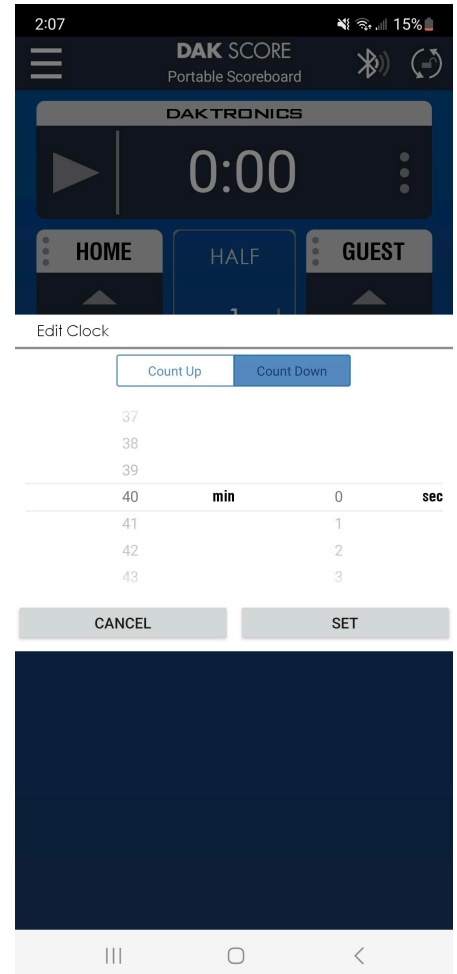 2:07 15%
DAK SCORE
Portable Scoreboard
DAKTRONICS
0:00
HOME HALF GUEST
Edit Clock
Count Up Count Down
37
38
39
40 min 0 sec
41 1
42 2
43 3
CANCEL SET